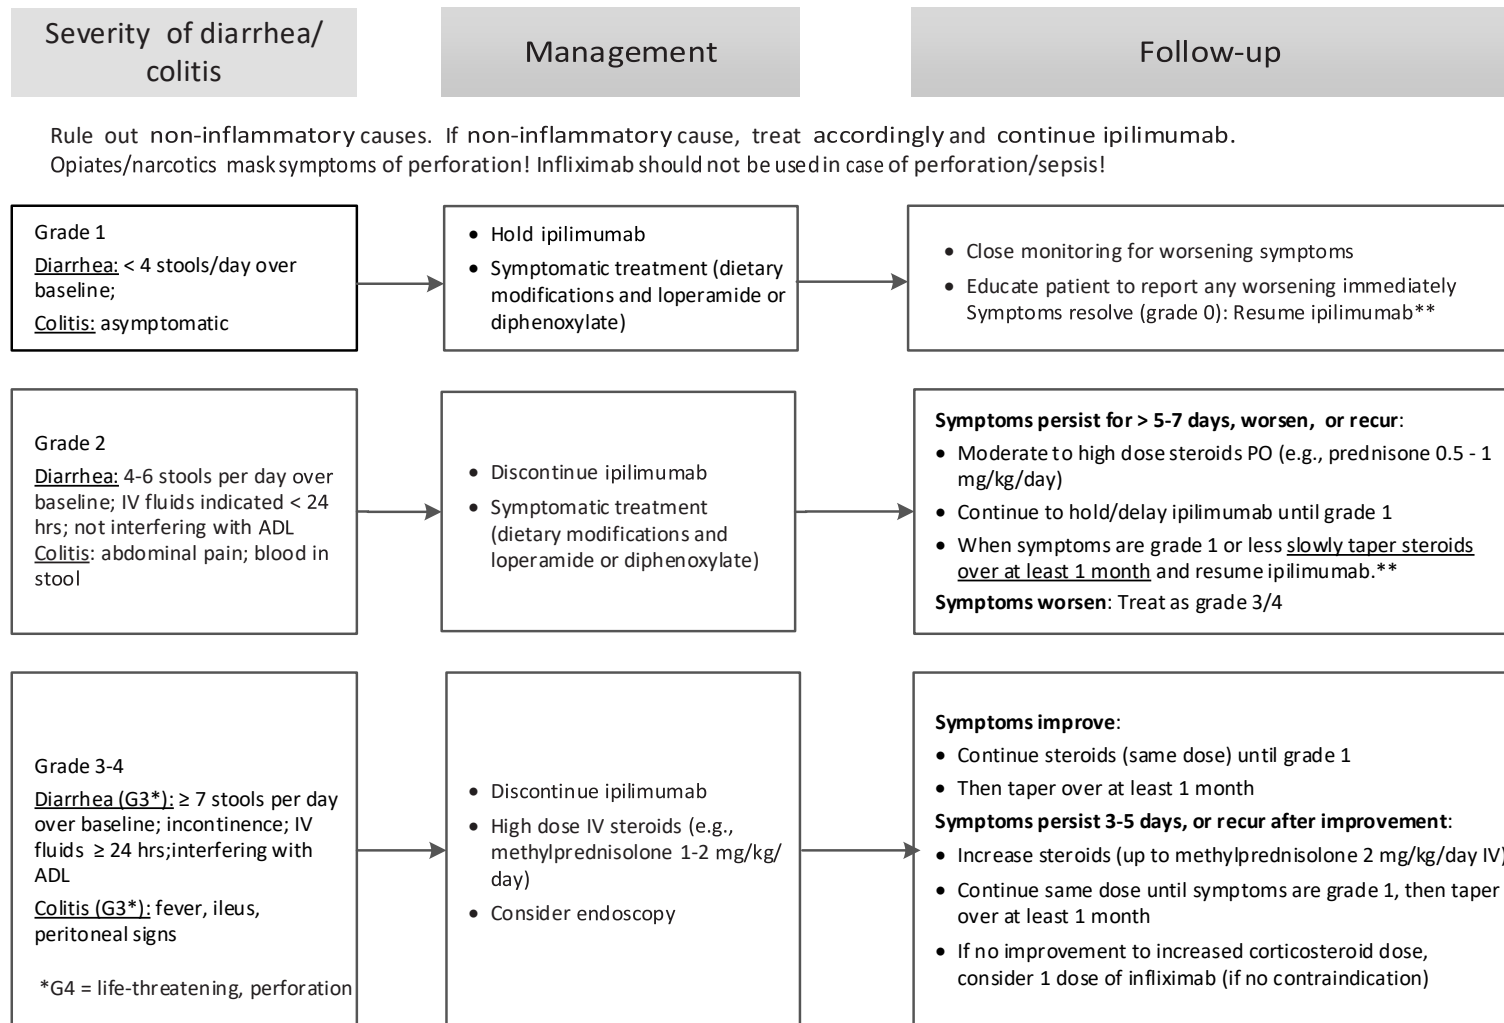 Severity of diarrhea/
colitis
Management
Follow-up
Rule out non-inflammatory causes. If non-inflammatory cause, treat accordingly and continue ipilimumab.
Opiates/narcotics mask symptoms of perforation! Infliximab should not be used in case of perforation/sepsis!
Grade 1
Diarrhea: < 4 stools/day over
baseline;
Colitis: asymptomatic
• Hold ipilimumab
• Symptomatic treatment (dietary
modifications and loperamide or
diphenoxylate)
• Close monitoring for worsening symptoms
• Educate patient to report any worsening immediately
Symptoms resolve (grade 0): Resume ipilimumab**
Grade 2
Diarrhea: 4-6 stools per day over
baseline; IV fluids indicated < 24
hrs; not interfering with ADL
Colitis: abdominal pain; blood in
stool
• Discontinue ipilimumab
• Symptomatic treatment
(dietary modifications and
loperamide or diphenoxylate)
Symptoms persist for > 5-7 days, worsen, or recur:
• Moderate to high dose steroids PO (e.g., prednisone 0.5 - 1
mg/kg/day)
• Continue to hold/delay ipilimumab until grade 1
• When symptoms are grade 1 or less slowly taper steroids
over at least 1 month and resume ipilimumab.**
Symptoms worsen: Treat as grade 3/4
Grade 3-4
Diarrhea (G3*): ≥ 7 stools per day
over baseline; incontinence; IV
fluids ≥ 24 hrs;interfering with
ADL
Colitis (G3*): fever, ileus,
peritoneal signs
*G4 = life-threatening, perforation
• Discontinue ipilimumab
• High dose IV steroids (e.g.,
methylprednisolone 1-2 mg/kg/
day)
• Consider endoscopy
Symptoms improve:
• Continue steroids (same dose) until grade 1
• Then taper over at least 1 month
Symptoms persist 3-5 days, or recur after improvement:
• Increase steroids (up to methylprednisolone 2 mg/kg/day IV)
• Continue same dose until symptoms are grade 1, then taper
over at least 1 month
• If no improvement to increased corticosteroid dose,
consider 1 dose of infliximab (if no contraindication)